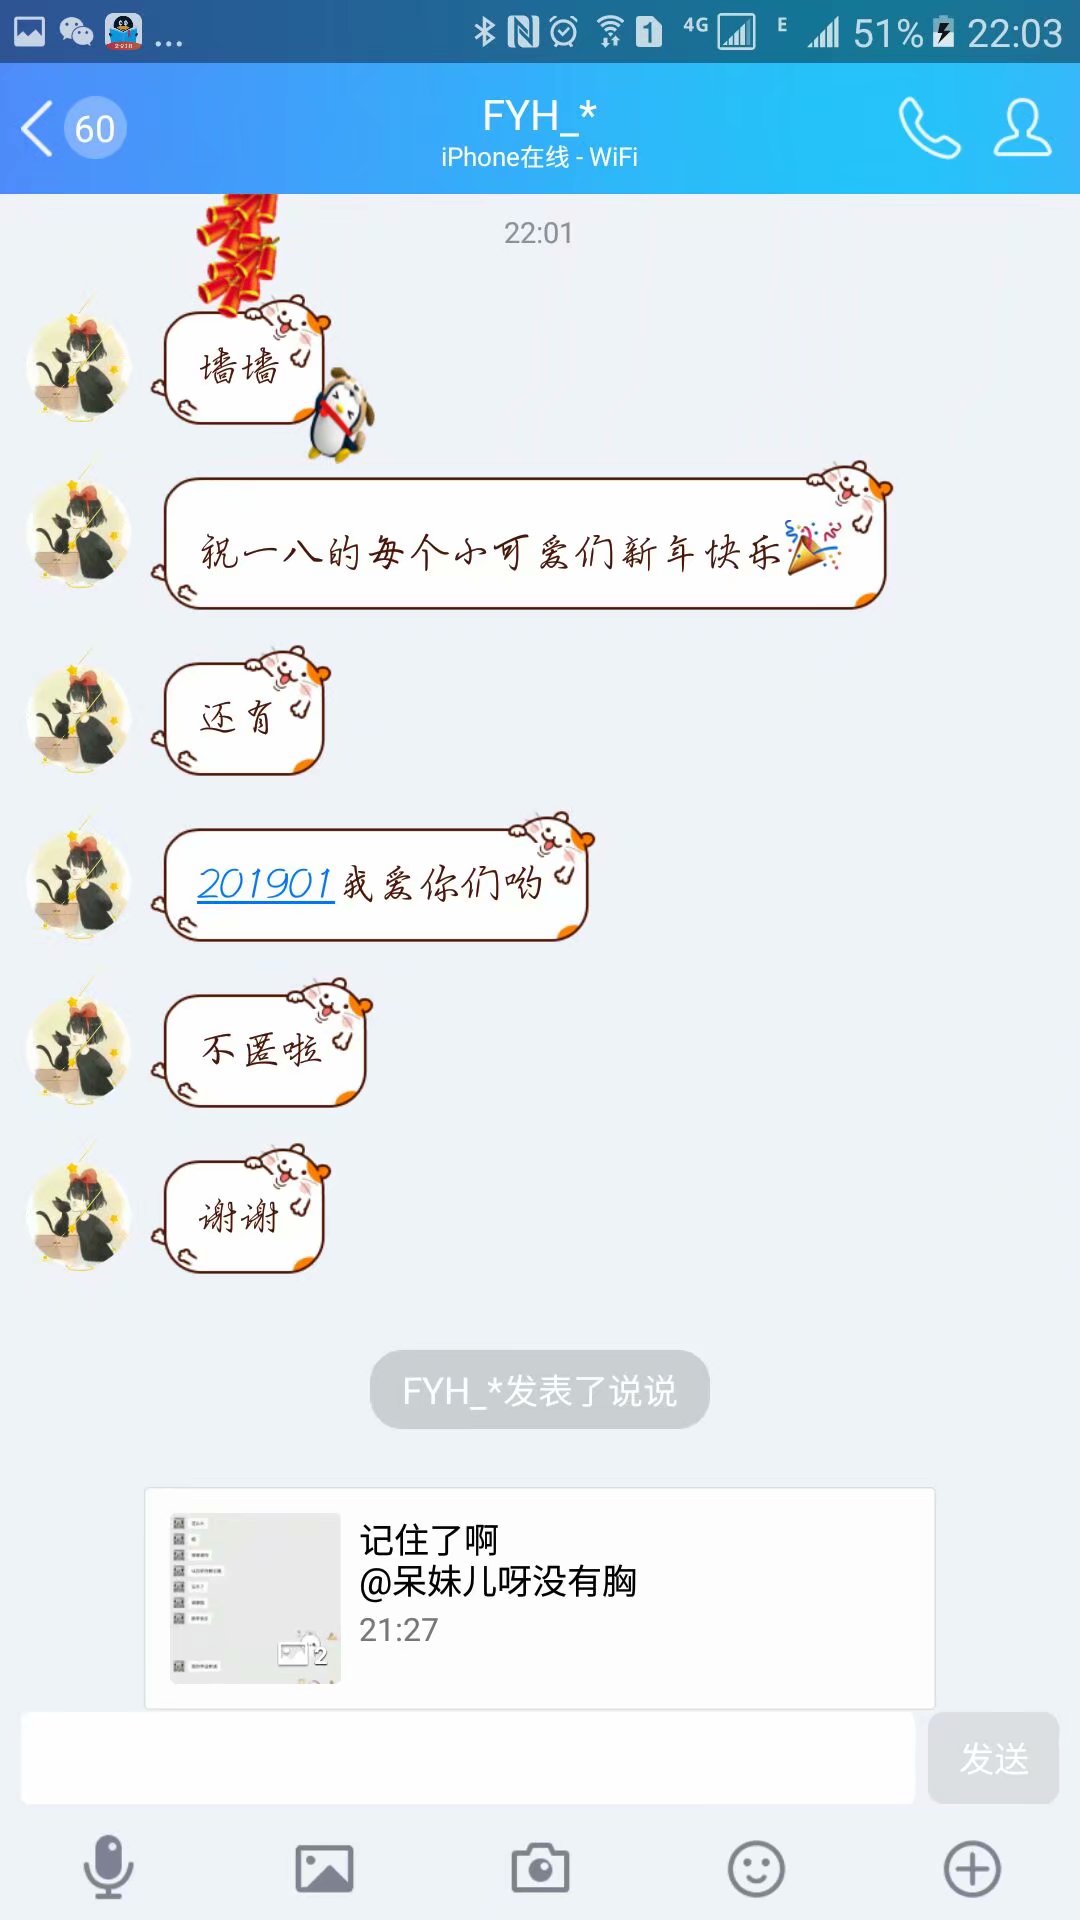 51% 22:03
60
FYH_*
iPhone在线 - WiFi
22:01
墙墙
祝一八的每个小可爱们新年快乐
还有
201901我爱你们哟
不匿啦
谢谢
FYH_*发表了说说
记住了啊
@呆妹儿呀没有胸
21:27
2
发送